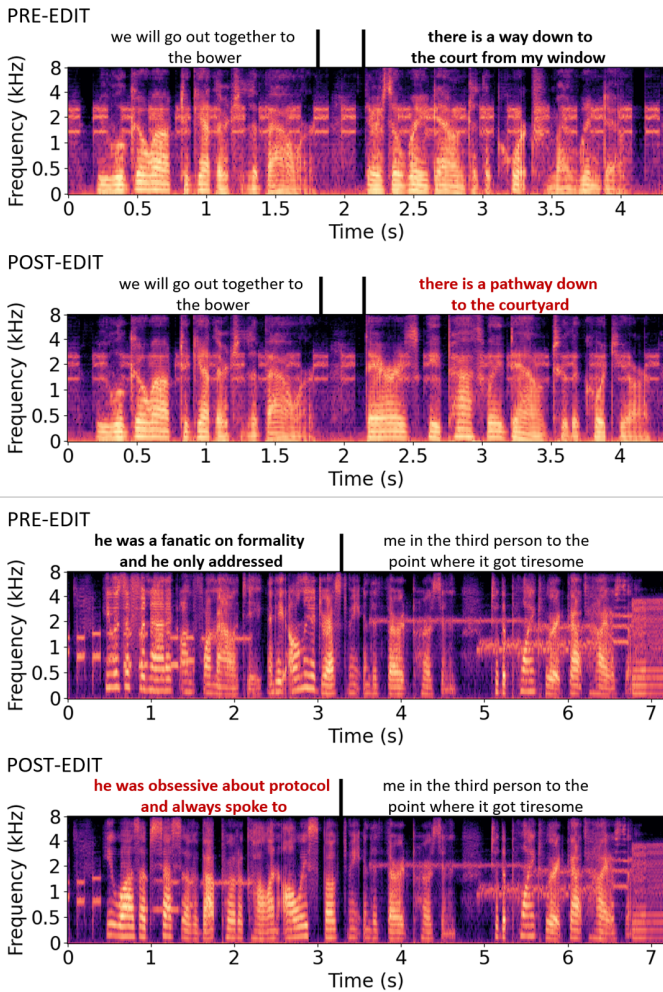 PRE-EDIT
we will go out together to
the bower
there is a way down to
the court from my window
Frequency (kHz)
8
4
2
1
0.5
0
0 0.5 1 1.5 2 2.5 3 3.5 4
Time (s)
POST-EDIT
we will go out together to
the bower
there is a pathway down
to the courtyard
Frequency (kHz)
8
4
2
1
0.5
0
0 0.5 1 1.5 2 2.5 3 3.5 4
Time (s)
PRE-EDIT
he was a fanatic on formality
and he only addressed
me in the third person to the
point where it got tiresome
Frequency (kHz)
8
4
2
1
0.5
0
0 1 2 3 4 5 6 7
Time (s)
POST-EDIT
he was obsessive about protocol
and always spoke to
me in the third person to the
point where it got tiresome
Frequency (kHz)
8
4
2
1
0.5
0
0 1 2 3 4 5 6 7
Time (s)